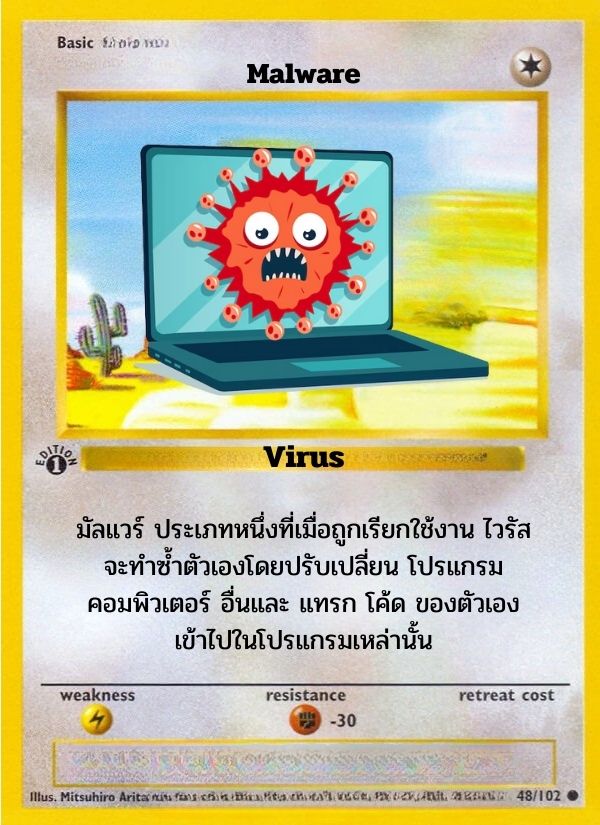 Basic
Malware
EDITION
1
Virus
มัลแวร์ ประเภทหนึ่งที่เมื่อถูกเรียกใช้งาน ไวรัส
จะทำซ้ำตัวเองโดยปรับเปลี่ยน โปรแกรม
คอมพิวเตอร์ อื่นและ แทรก โค้ด ของตัวเอง
เข้าไปในโปรแกรมเหล่านั้น
weakness resistance retreat cost
-30
Illus. Mitsuhiro Arita 48/102